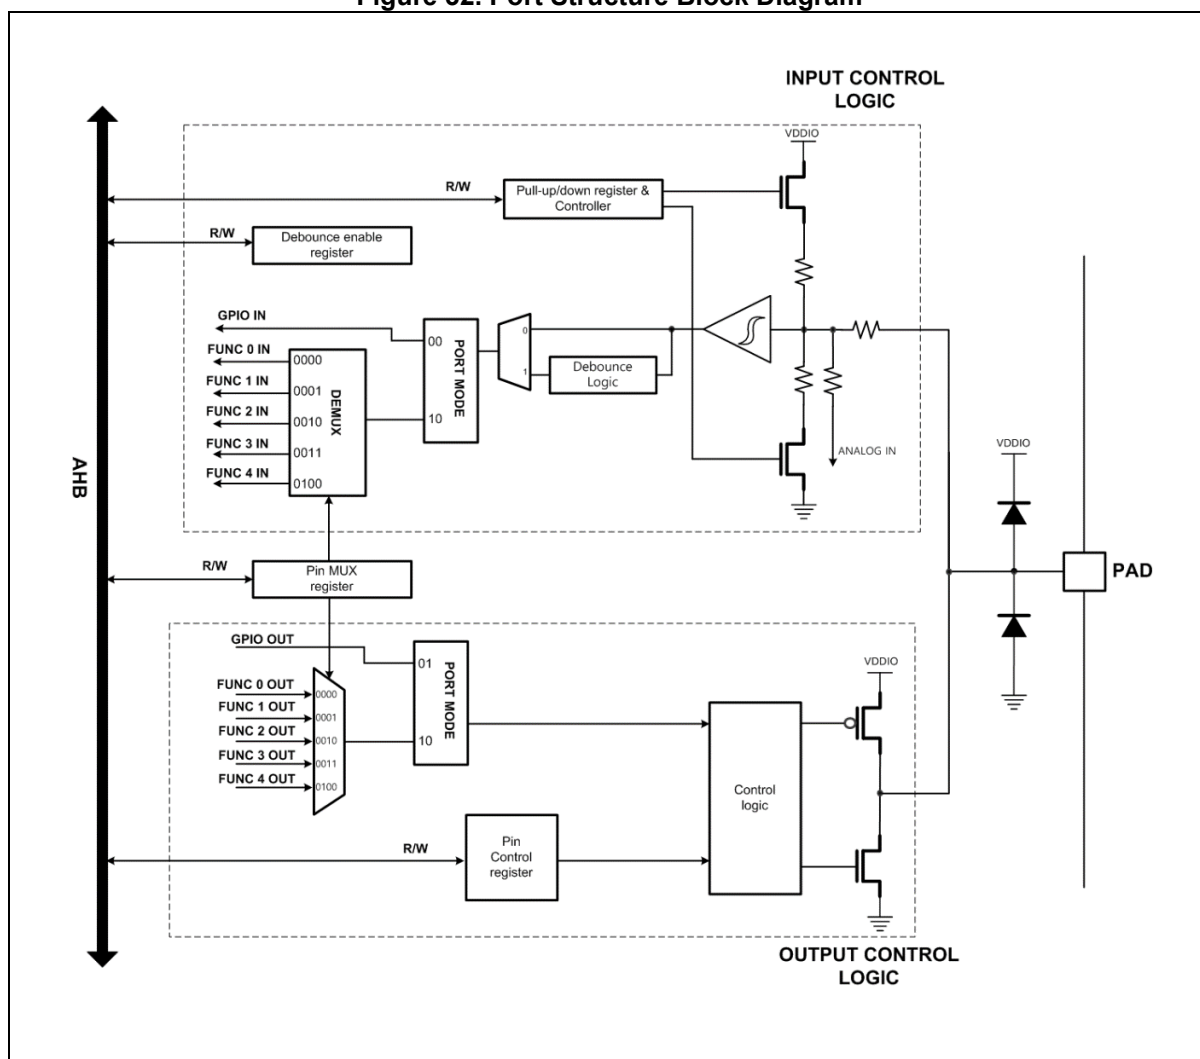 Figure 32. Port Structure Block Diagram
INPUT CONTROL
LOGIC
VDDIO
R/W
Pull-up/down register &
Controller
R/W
Debounce enable
register
GPIO IN
FUNC 0 IN
FUNC 1 IN
FUNC 2 IN
FUNC 3 IN
FUNC 4 IN
0000
0001
0010
0011
0100
DEMUX
00
10
PORT MODE
0
1
Debounce
Logic
ANALOG IN
AHB
VDDIO
PAD
R/W
Pin MUX
register
GPIO OUT
FUNC 0 OUT
FUNC 1 OUT
FUNC 2 OUT
FUNC 3 OUT
FUNC 4 OUT
0000
0001
0010
0011
0100
01
10
PORT MODE
VDDIO
Control
logic
R/W
Pin
Control
register
OUTPUT CONTROL
LOGIC